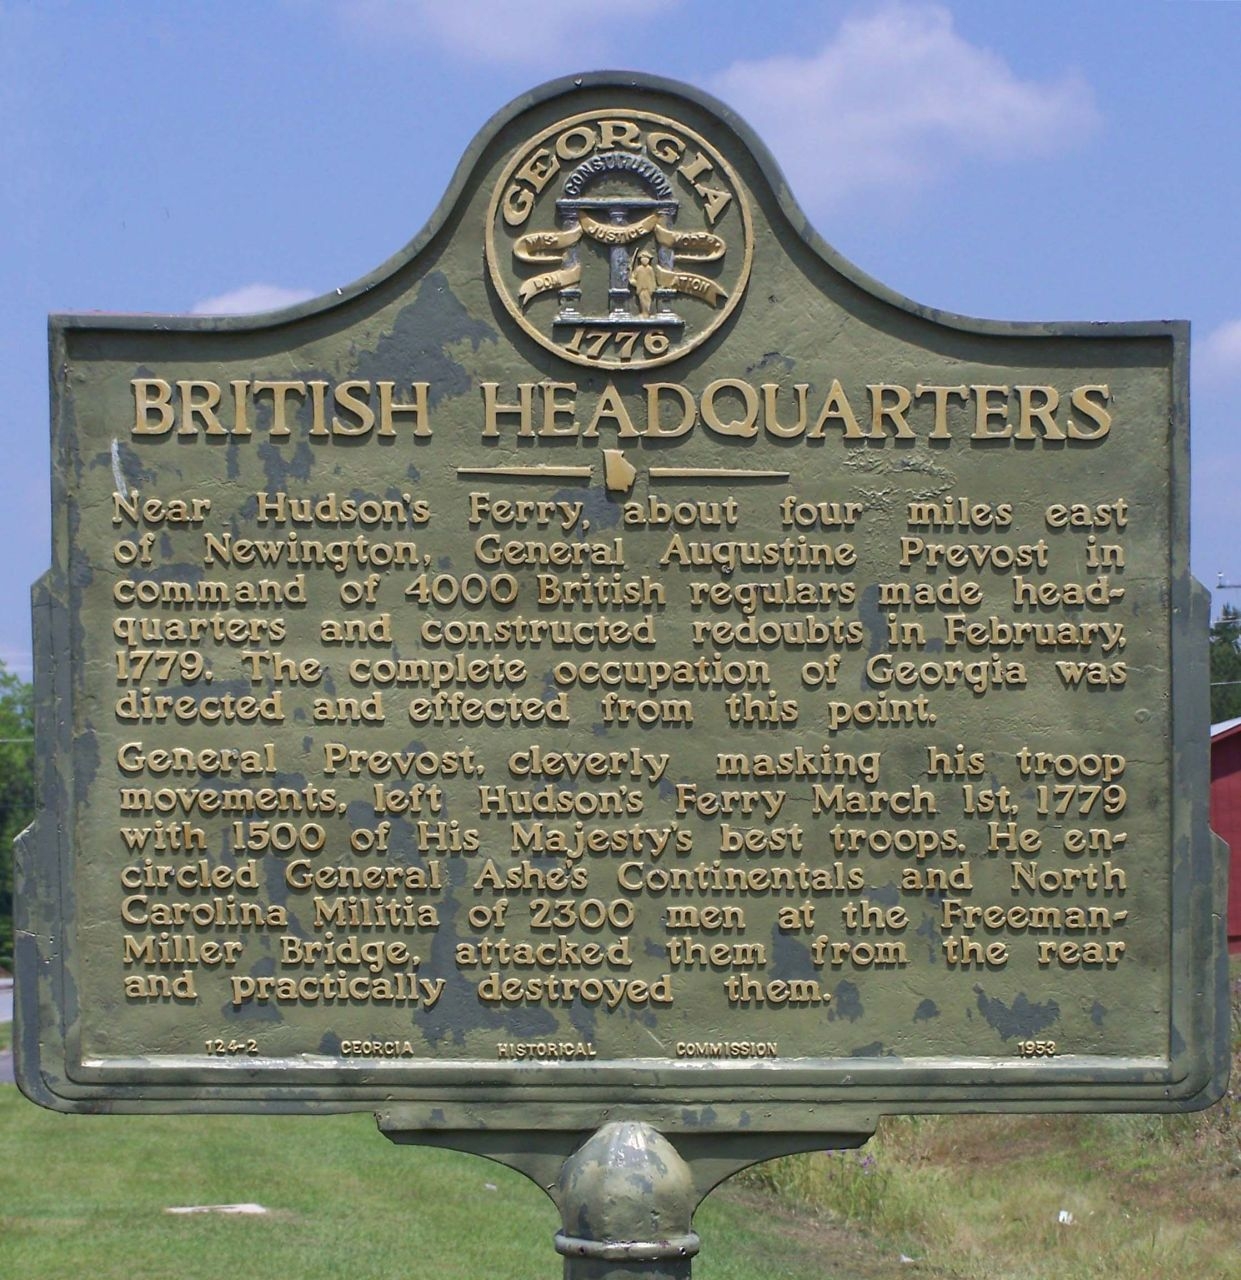 GEORGIA
CONSTITUTION
WIS- JUSTICE MODER-
DOM ATION
1776
BRITISH HEADQUARTERS
Near Hudson's Ferry, about four miles east
of Newington, General Augustine Prevost in
command of 4000 British regulars made head-
quarters and constructed redoubts in February,
1779. The complete occupation of Georgia was
directed and effected from this point.
General Prevost, cleverly masking his troop
movements, left Hudson's Ferry March 1st, 1779
with 1500 of His Majesty's best troops. He en-
circled General Ashe's Continentals and North
Carolina Militia of 2300 men at the Freeman-
Miller Bridge, attacked them from the rear
and practically destroyed them.
124-2 GEORGIA HISTORICAL COMMISSION 1953